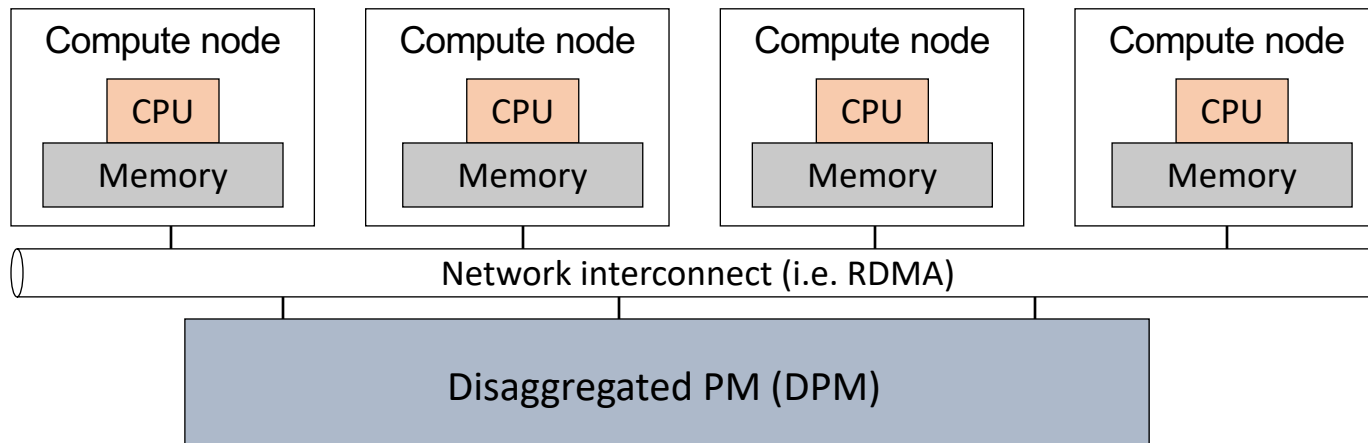 Compute node
CPU
Memory
Compute node
CPU
Memory
Compute node
CPU
Memory
Compute node
CPU
Memory
Network interconnect (i.e. RDMA)
Disaggregated PM (DPM)